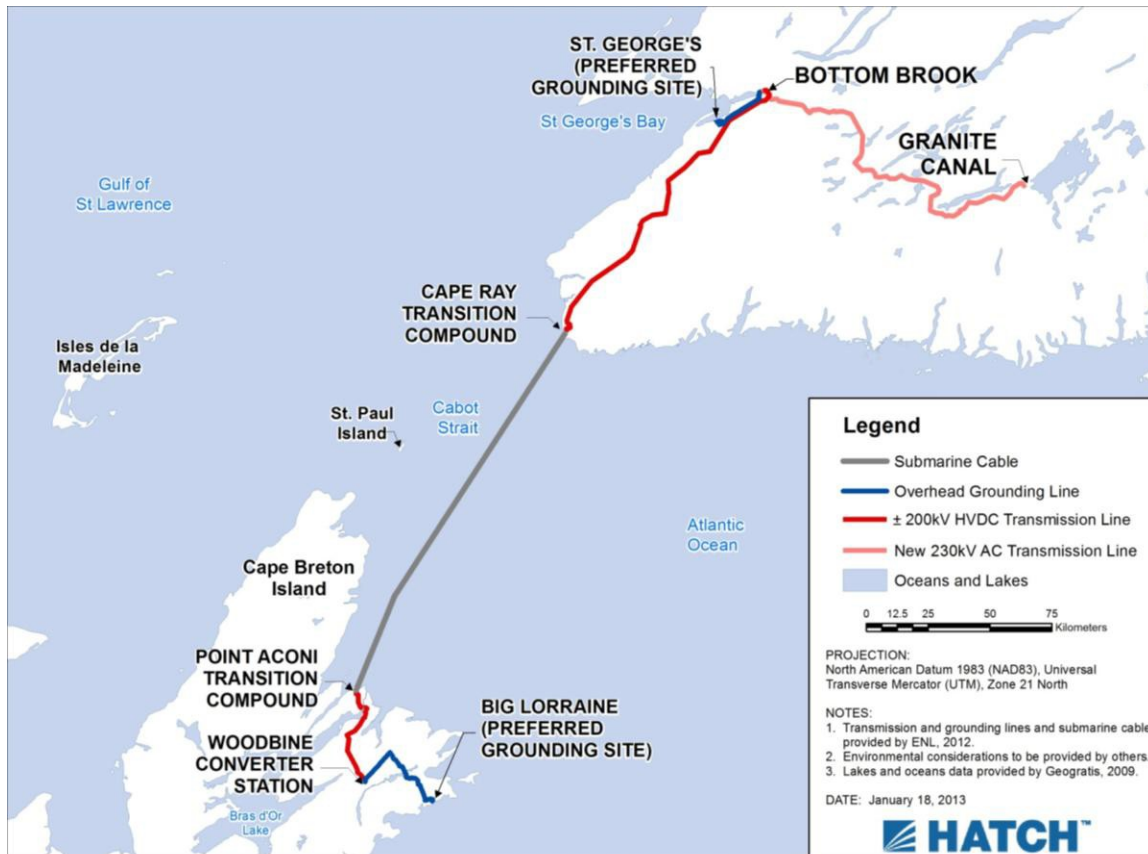 ST. GEORGE'S
(PREFERRED
GROUNDING SITE)
BOTTOM BROOK
St George's Bay
GRANITE
CANAL
Gulf of
St Lawrence
CAPE RAY
TRANSITION
COMPOUND
Isles de la
Madeleine
St. Paul
Island
Cabot
Strait
Atlantic
Ocean
Cape Breton
Island
POINT ACONI
TRANSITION
COMPOUND
BIG LORRAINE
(PREFERRED
GROUNDING SITE)
WOODBINE
CONVERTER
STATION
Bras d'Or
Lake
Legend
Submarine Cable
Overhead Grounding Line
± 200kV HVDC Transmission Line
New 230kV AC Transmission Line
Oceans and Lakes
0 12.5 25 50 75
Kilometers
PROJECTION:
North American Datum 1983 (NAD83), Universal
Transverse Mercator (UTM), Zone 21 North
NOTES:
1. Transmission and grounding lines and submarine cable
provided by ENL, 2012.
2. Environmental considerations to be provided by others.
3. Lakes and oceans data provided by Geogratis, 2009.
DATE: January 18, 2013
HATCH™